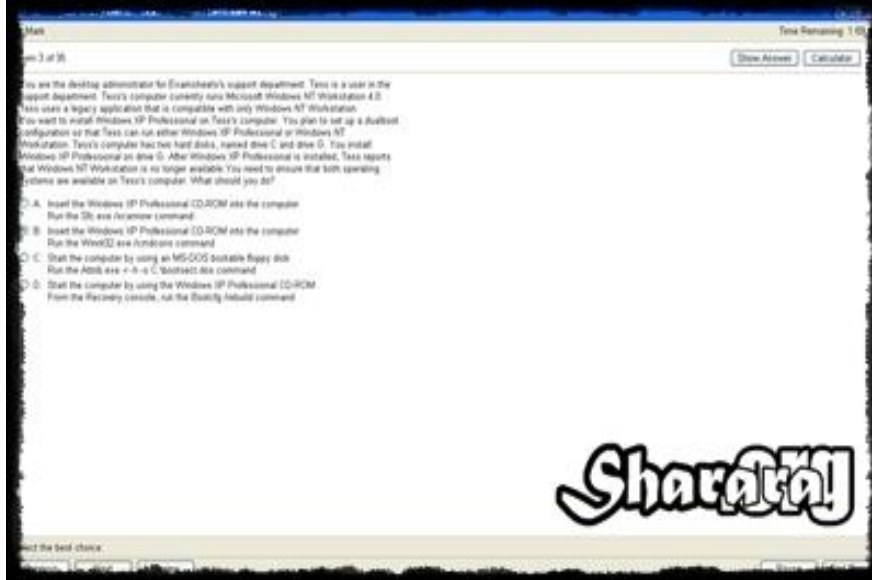 Mark
Time Remaining:
3 of 35
Show Answer
Calculator
You are the desktop administrator for Examsheets's support department. Tess is a user in the
support department. Tess's computer currently runs Microsoft Windows NT Workstation 4.0.
Tess uses a legacy application that is compatible with only Windows NT Workstation.
You want to install Windows XP Professional on Tess's computer. You plan to set up a dualboot
configuration so that Tess can run either Windows XP Professional or Windows NT
Workstation. Tess's computer has two hard disks, named drive C and drive D. You install
Windows XP Professional on drive D. After Windows XP Professional is installed, Tess reports
that Windows NT Workstation is no longer available. You need to ensure that both operating
systems are available on Tess's computer. What should you do?
A. Insert the Windows XP Professional CD-ROM into the computer
Run the Sfc.exe /scannow command
B. Insert the Windows XP Professional CD-ROM into the computer
Run the Winnt32.exe /cmdcons command
C. Start the computer by using an MS-DOS bootable floppy disk
Run the Attrib.exe C:\bootsect.dos command
D. Start the computer by using the Windows XP Professional CD-ROM
From the Recovery console, run the Bootcfg /rebuild command
the best choice